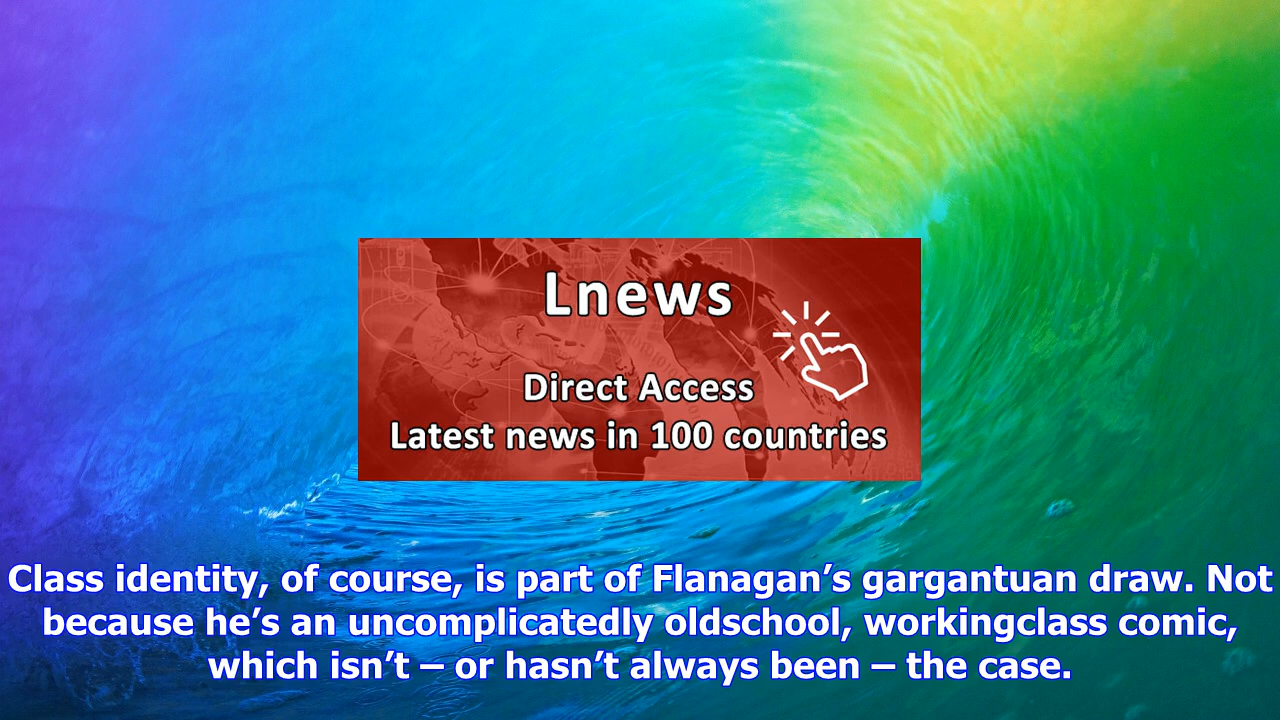 Lnews
Direct Access
Latest news in 100 countries
Class identity, of course, is part of Flanagan’s gargantuan draw. Not
because he’s an uncomplicatedly oldschool, workingclass comic,
which isn’t – or hasn’t always been – the case.